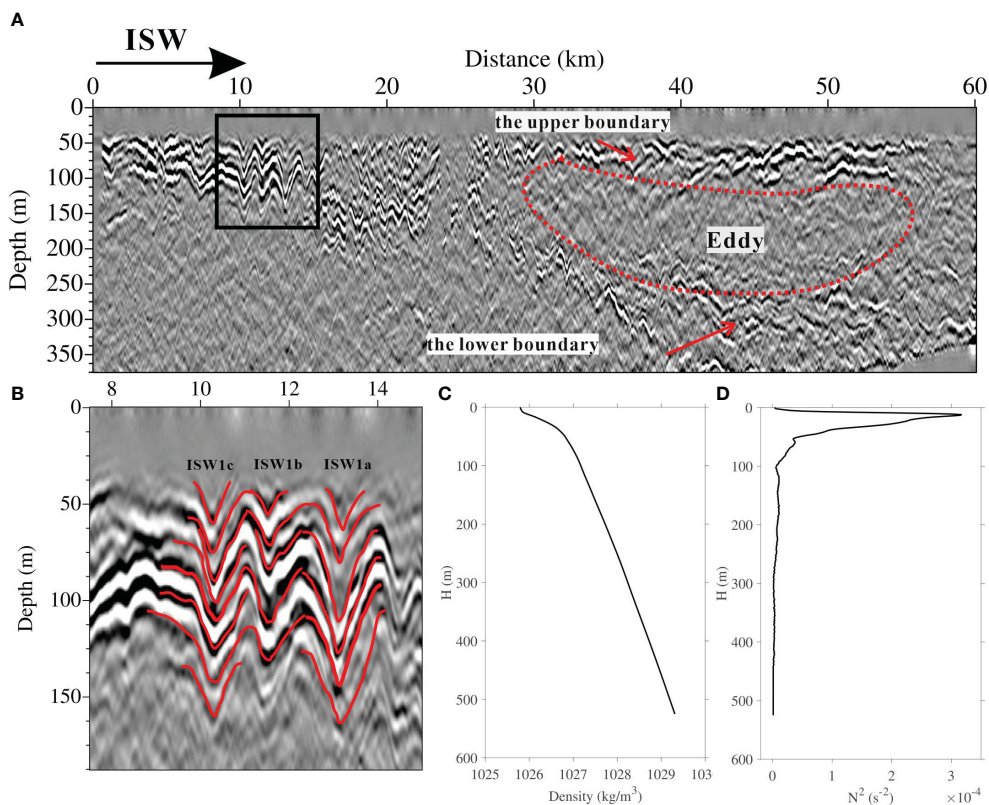 A
ISW
Distance (km)
0 10 20 30 40 50 60
Depth (m)
0
50
100
150
200
250
300
350
the upper boundary
Eddy
the lower boundary
B
8 10 12 14
Depth (m)
0
50
100
150
ISW1c ISW1b ISW1a
C
H (m)
0
100
200
300
400
500
600
1025 1026 1027 1028 1029 103
Density (kg/m³)
D
H (m)
0
100
200
300
400
500
600
0 1 2 3
N² (s⁻²) ×10⁻⁴